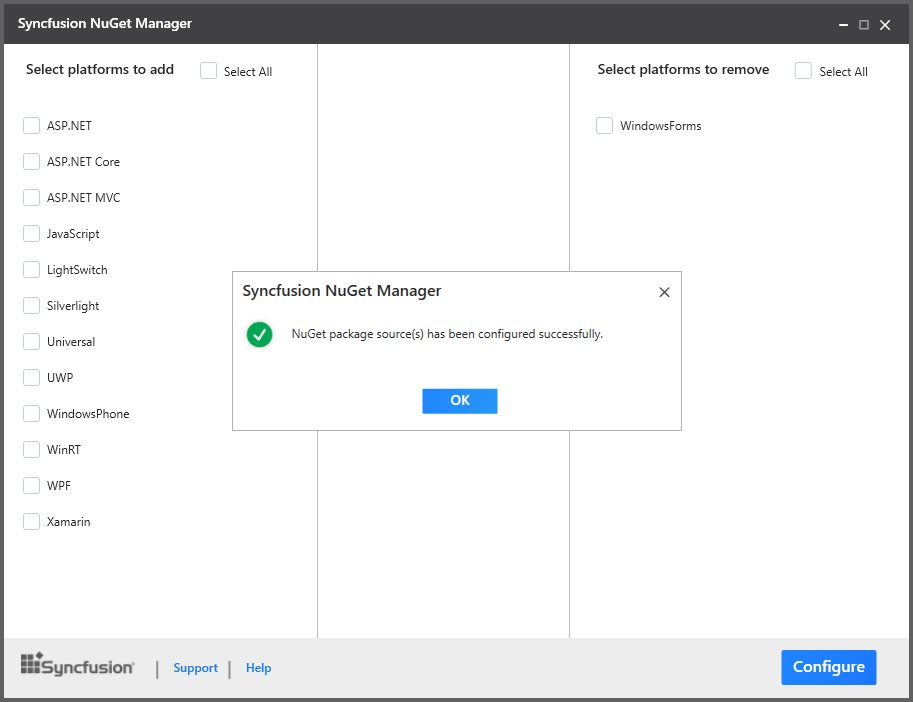 Syncfusion NuGet Manager
Select platforms to add
Select All
ASP.NET
ASP.NET Core
ASP.NET MVC
JavaScript
LightSwitch
Silverlight
Universal
UWP
WindowsPhone
WinRT
WPF
Xamarin
Select platforms to remove
Select All
WindowsForms
Syncfusion NuGet Manager
NuGet package source(s) has been configured successfully.
OK
Syncfusion | Support | Help
Configure